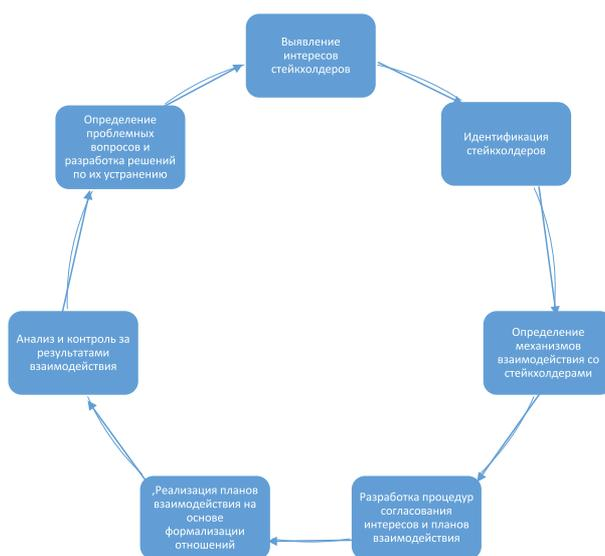 Выявление
интересов
стейкхолдеров
Идентификация
стейкхолдеров
Определение
механизмов
взаимодействия со
стейкхолдерами
Разработка процедур
согласования
интересов и планов
взаимодействия
,Реализация планов
взаимодействия на
основе
формализации
отношений
Анализ и контроль за
результатами
взаимодействия
Определение
проблемных
вопросов и
разработка решений
по их устранению